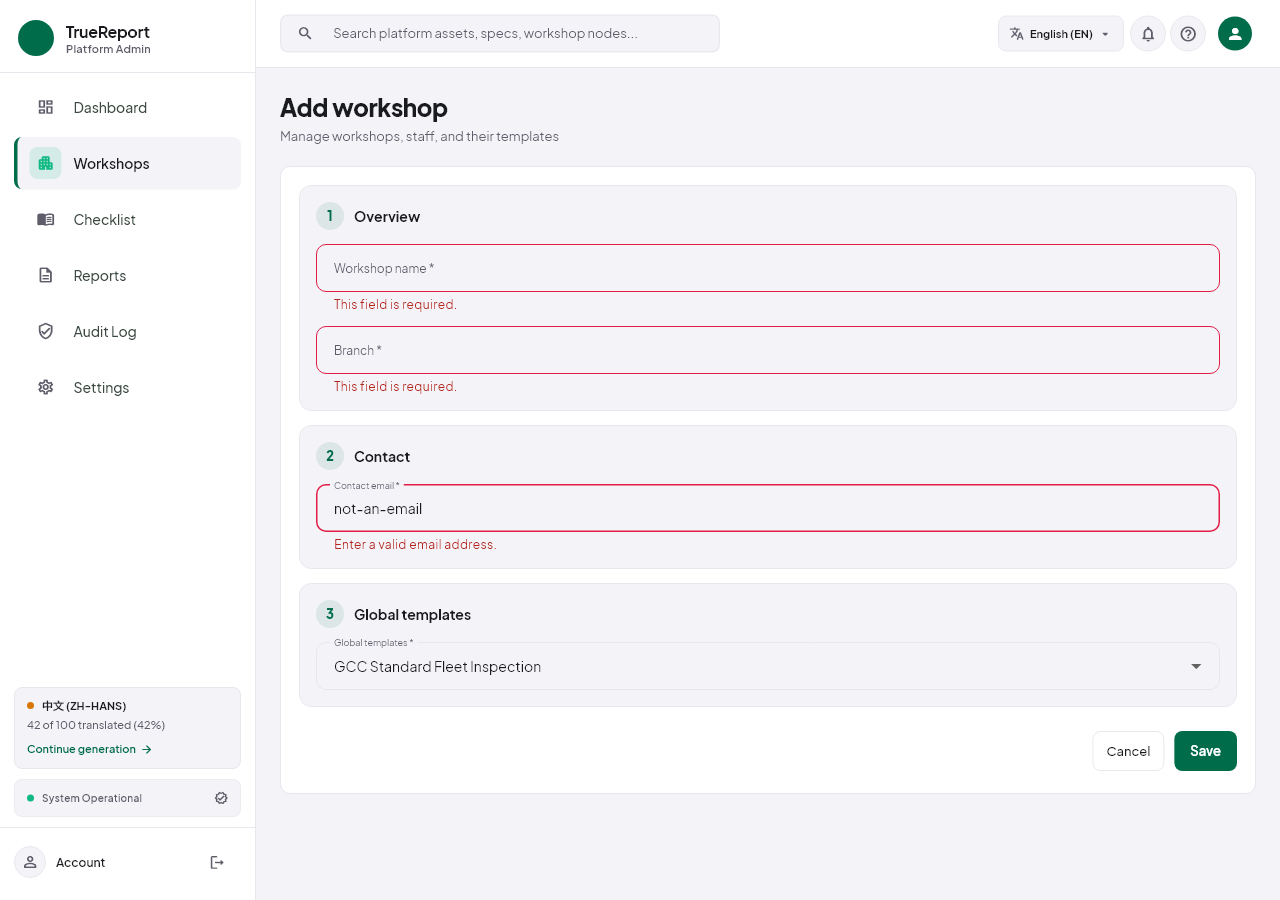 TrueReport
Platform Admin
Search platform assets, specs, workshop nodes...
English (EN)
Dashboard
Workshops
Checklist
Reports
Audit Log
Settings
中文 (ZH-HANS)
42 of 100 translated (42%)
Continue generation →
System Operational
Account
Add workshop
Manage workshops, staff, and their templates
1 Overview
Workshop name *
This field is required.
Branch *
This field is required.
2 Contact
Contact email *
not-an-email
Enter a valid email address.
3 Global templates
Global templates *
GCC Standard Fleet Inspection
Cancel
Save